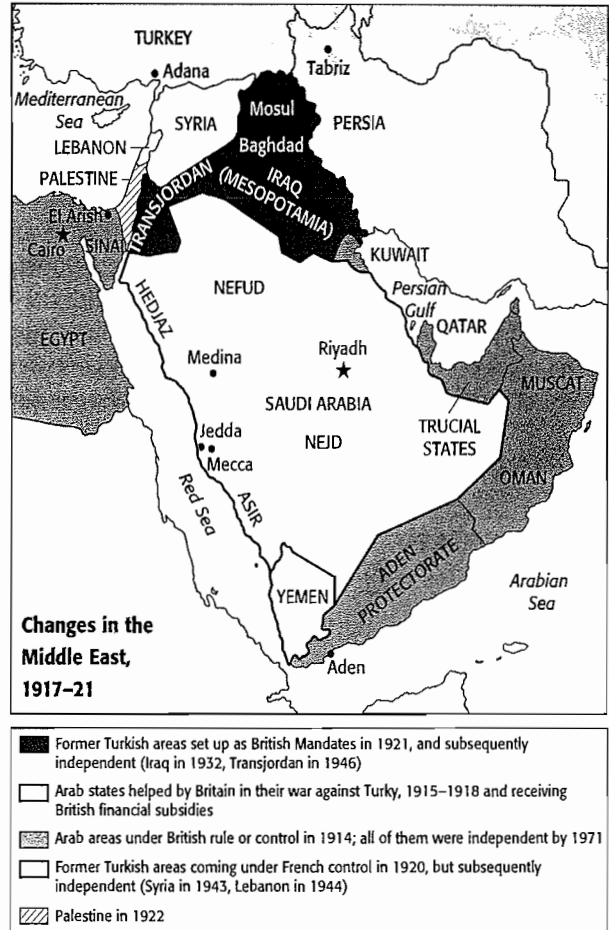 TURKEY
Adana
Tabriz
Mediterranean
Sea
SYRIA
Mosul
PERSIA
LEBANON
Baghdad
PALESTINE
TRANSJORDAN
IRAQ
(MESOPOTAMIA)
El Arish
Cairo
SINAI
KUWAIT
NEFUD
Persian
Gulf
HEDJAZ
QATAR
EGYPT
Medina
Riyadh
MUSCAT
SAUDI ARABIA
TRUCIAL
STATES
Jedda
NEJD
Mecca
Red Sea
ASIR
OMAN
ADEN
PROTECTORATE
YEMEN
Arabian
Sea
Aden
Changes in the
Middle East,
1917–21
Former Turkish areas set up as British Mandates in 1921, and subsequently
independent (Iraq in 1932, Transjordan in 1946)
Arab states helped by Britain in their war against Turky, 1915–1918 and receiving
British financial subsidies
Arab areas under British rule or control in 1914; all of them were independent by 1971
Former Turkish areas coming under French control in 1920, but subsequently
independent (Syria in 1943, Lebanon in 1944)
Palestine in 1922